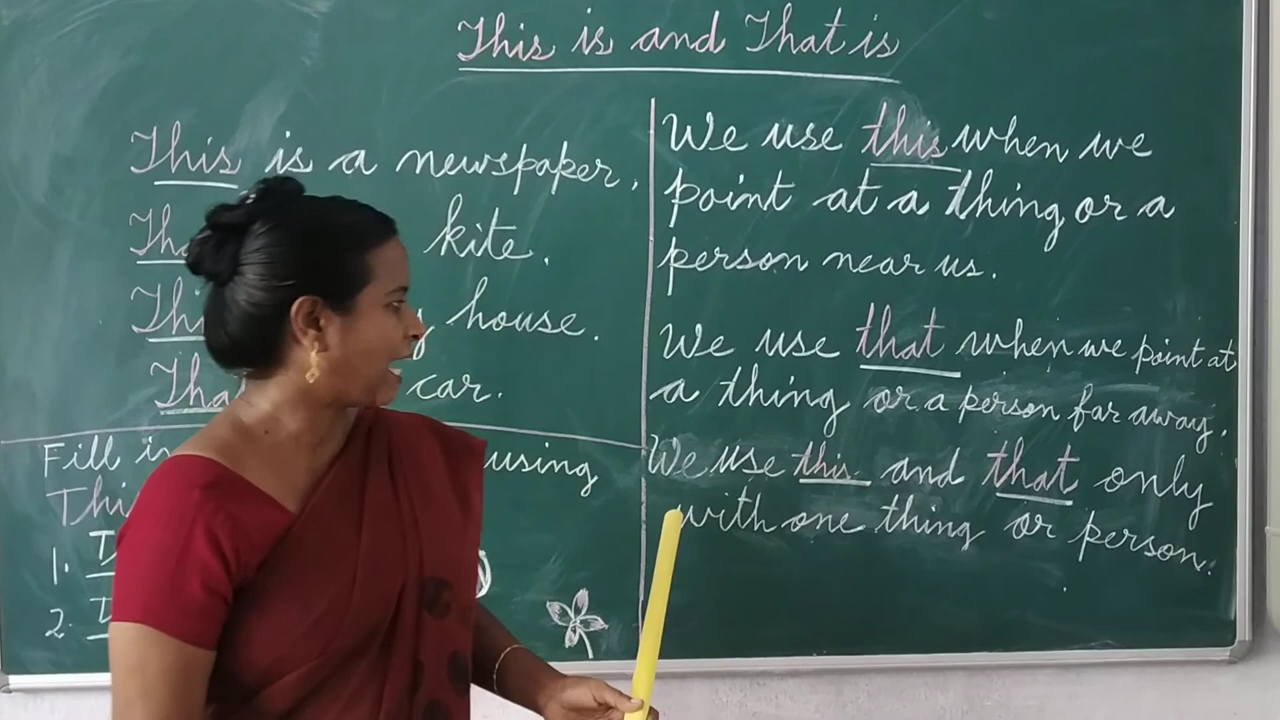 This is and That is
This is a newspaper.
kite.
house.
car.
Fill in using
1.
2.
We use this when we
point at a thing or a
person near us.
We use that when we point at
a thing or a person far away.
We use this and that only
with one thing or person.